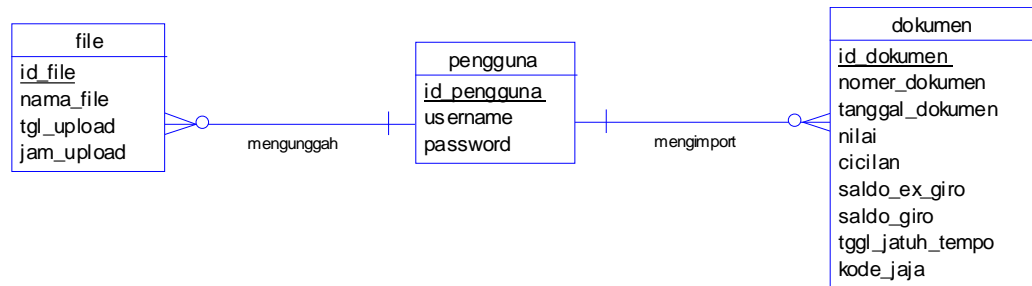 file
id_file
nama_file
tgl_upload
jam_upload
mengunggah
pengguna
id_pengguna
username
password
mengimport
dokumen
id_dokumen
nomer_dokumen
tanggal_dokumen
nilai
cicilan
saldo_ex_giro
saldo_giro
tggl_jatuh_tempo
kode_jaja